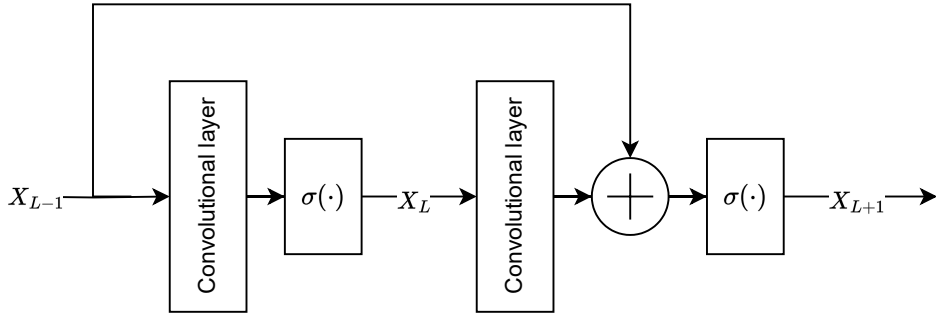 X_{L-1}
Convolutional layer
σ(·)
X_L
Convolutional layer
σ(·)
X_{L+1}